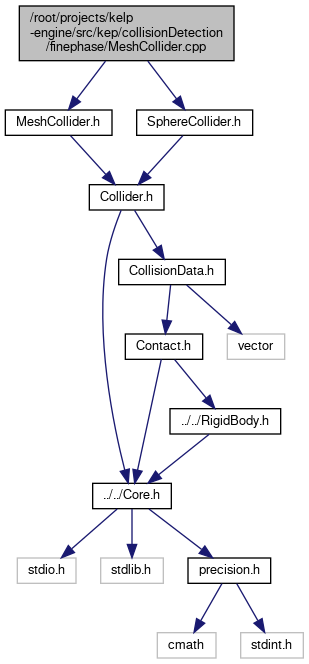 /root/projects/kelp
-engine/src/kep/collisionDetection
/finephase/MeshCollider.cpp
MeshCollider.h
SphereCollider.h
Collider.h
CollisionData.h
Contact.h
vector
../../RigidBody.h
../../Core.h
stdio.h
stdlib.h
precision.h
cmath
stdint.h